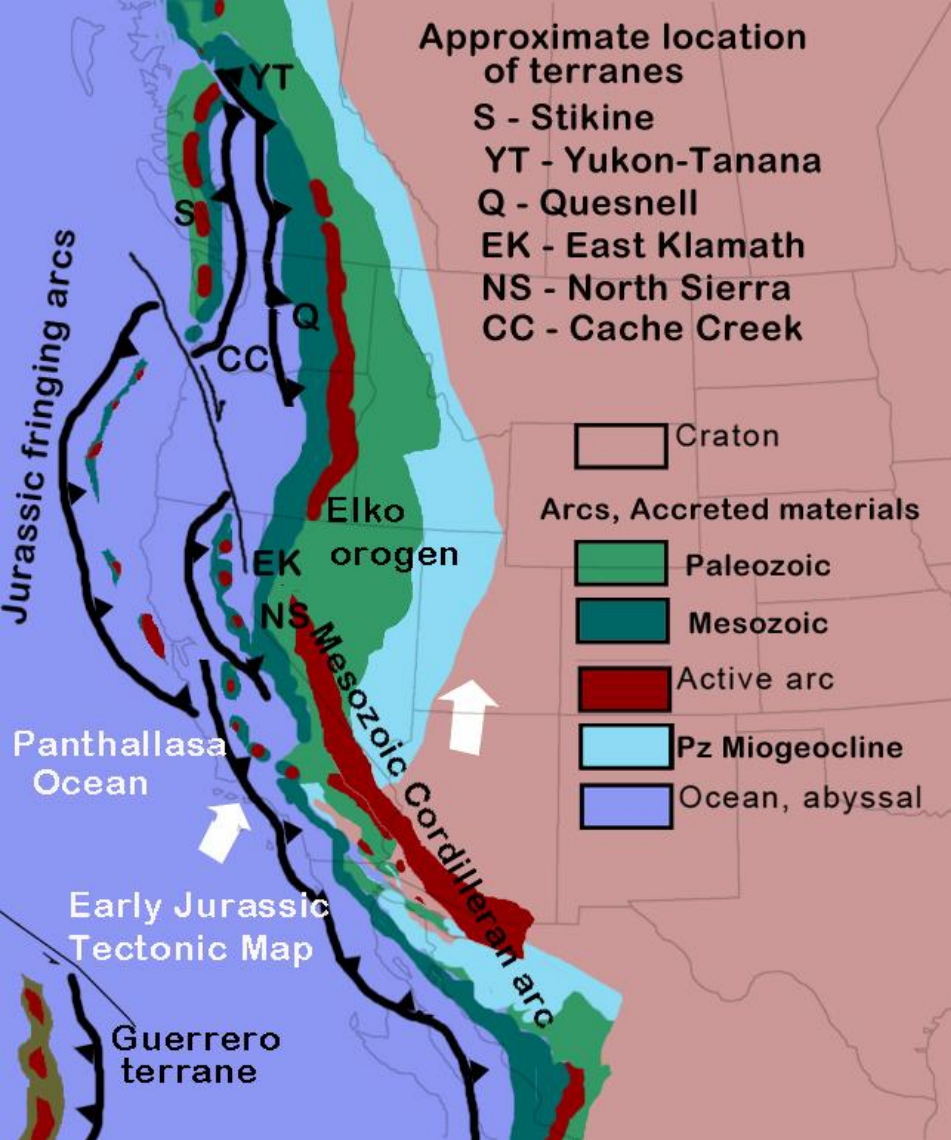 Approximate location
of terranes
S - Stikine
YT - Yukon-Tanana
Q - Quesnell
EK - East Klamath
NS - North Sierra
CC - Cache Creek
YT
S
Q
CC
Jurassic fringing arcs
Craton
Arcs, Accreted materials
Paleozoic
Mesozoic
Active arc
Pz Miogeocline
Ocean, abyssal
Elko
orogen
EK
NS
Mesozoic Cordilleran arc
Panthallasa
Ocean
Early Jurassic
Tectonic Map
Guerrero
terrane